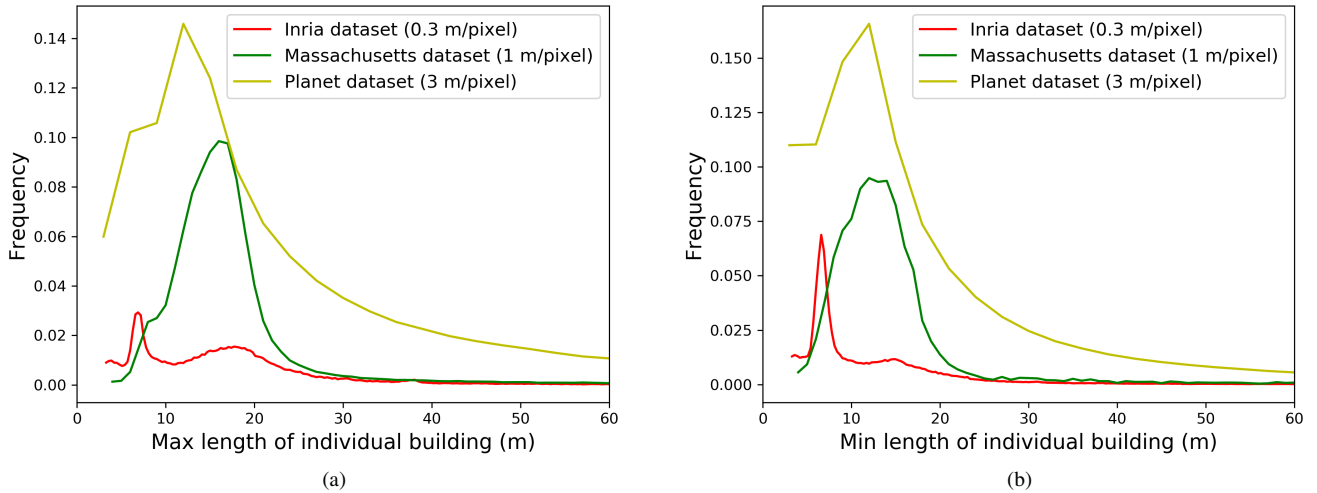 Inria dataset (0.3 m/pixel)
Massachusetts dataset (1 m/pixel)
Planet dataset (3 m/pixel)
0.14
0.12
0.10
0.08
0.06
0.04
0.02
0.00
Frequency
0 10 20 30 40 50 60
Max length of individual building (m)
(a)
Inria dataset (0.3 m/pixel)
Massachusetts dataset (1 m/pixel)
Planet dataset (3 m/pixel)
0.150
0.125
0.100
0.075
0.050
0.025
0.000
Frequency
0 10 20 30 40 50 60
Min length of individual building (m)
(b)